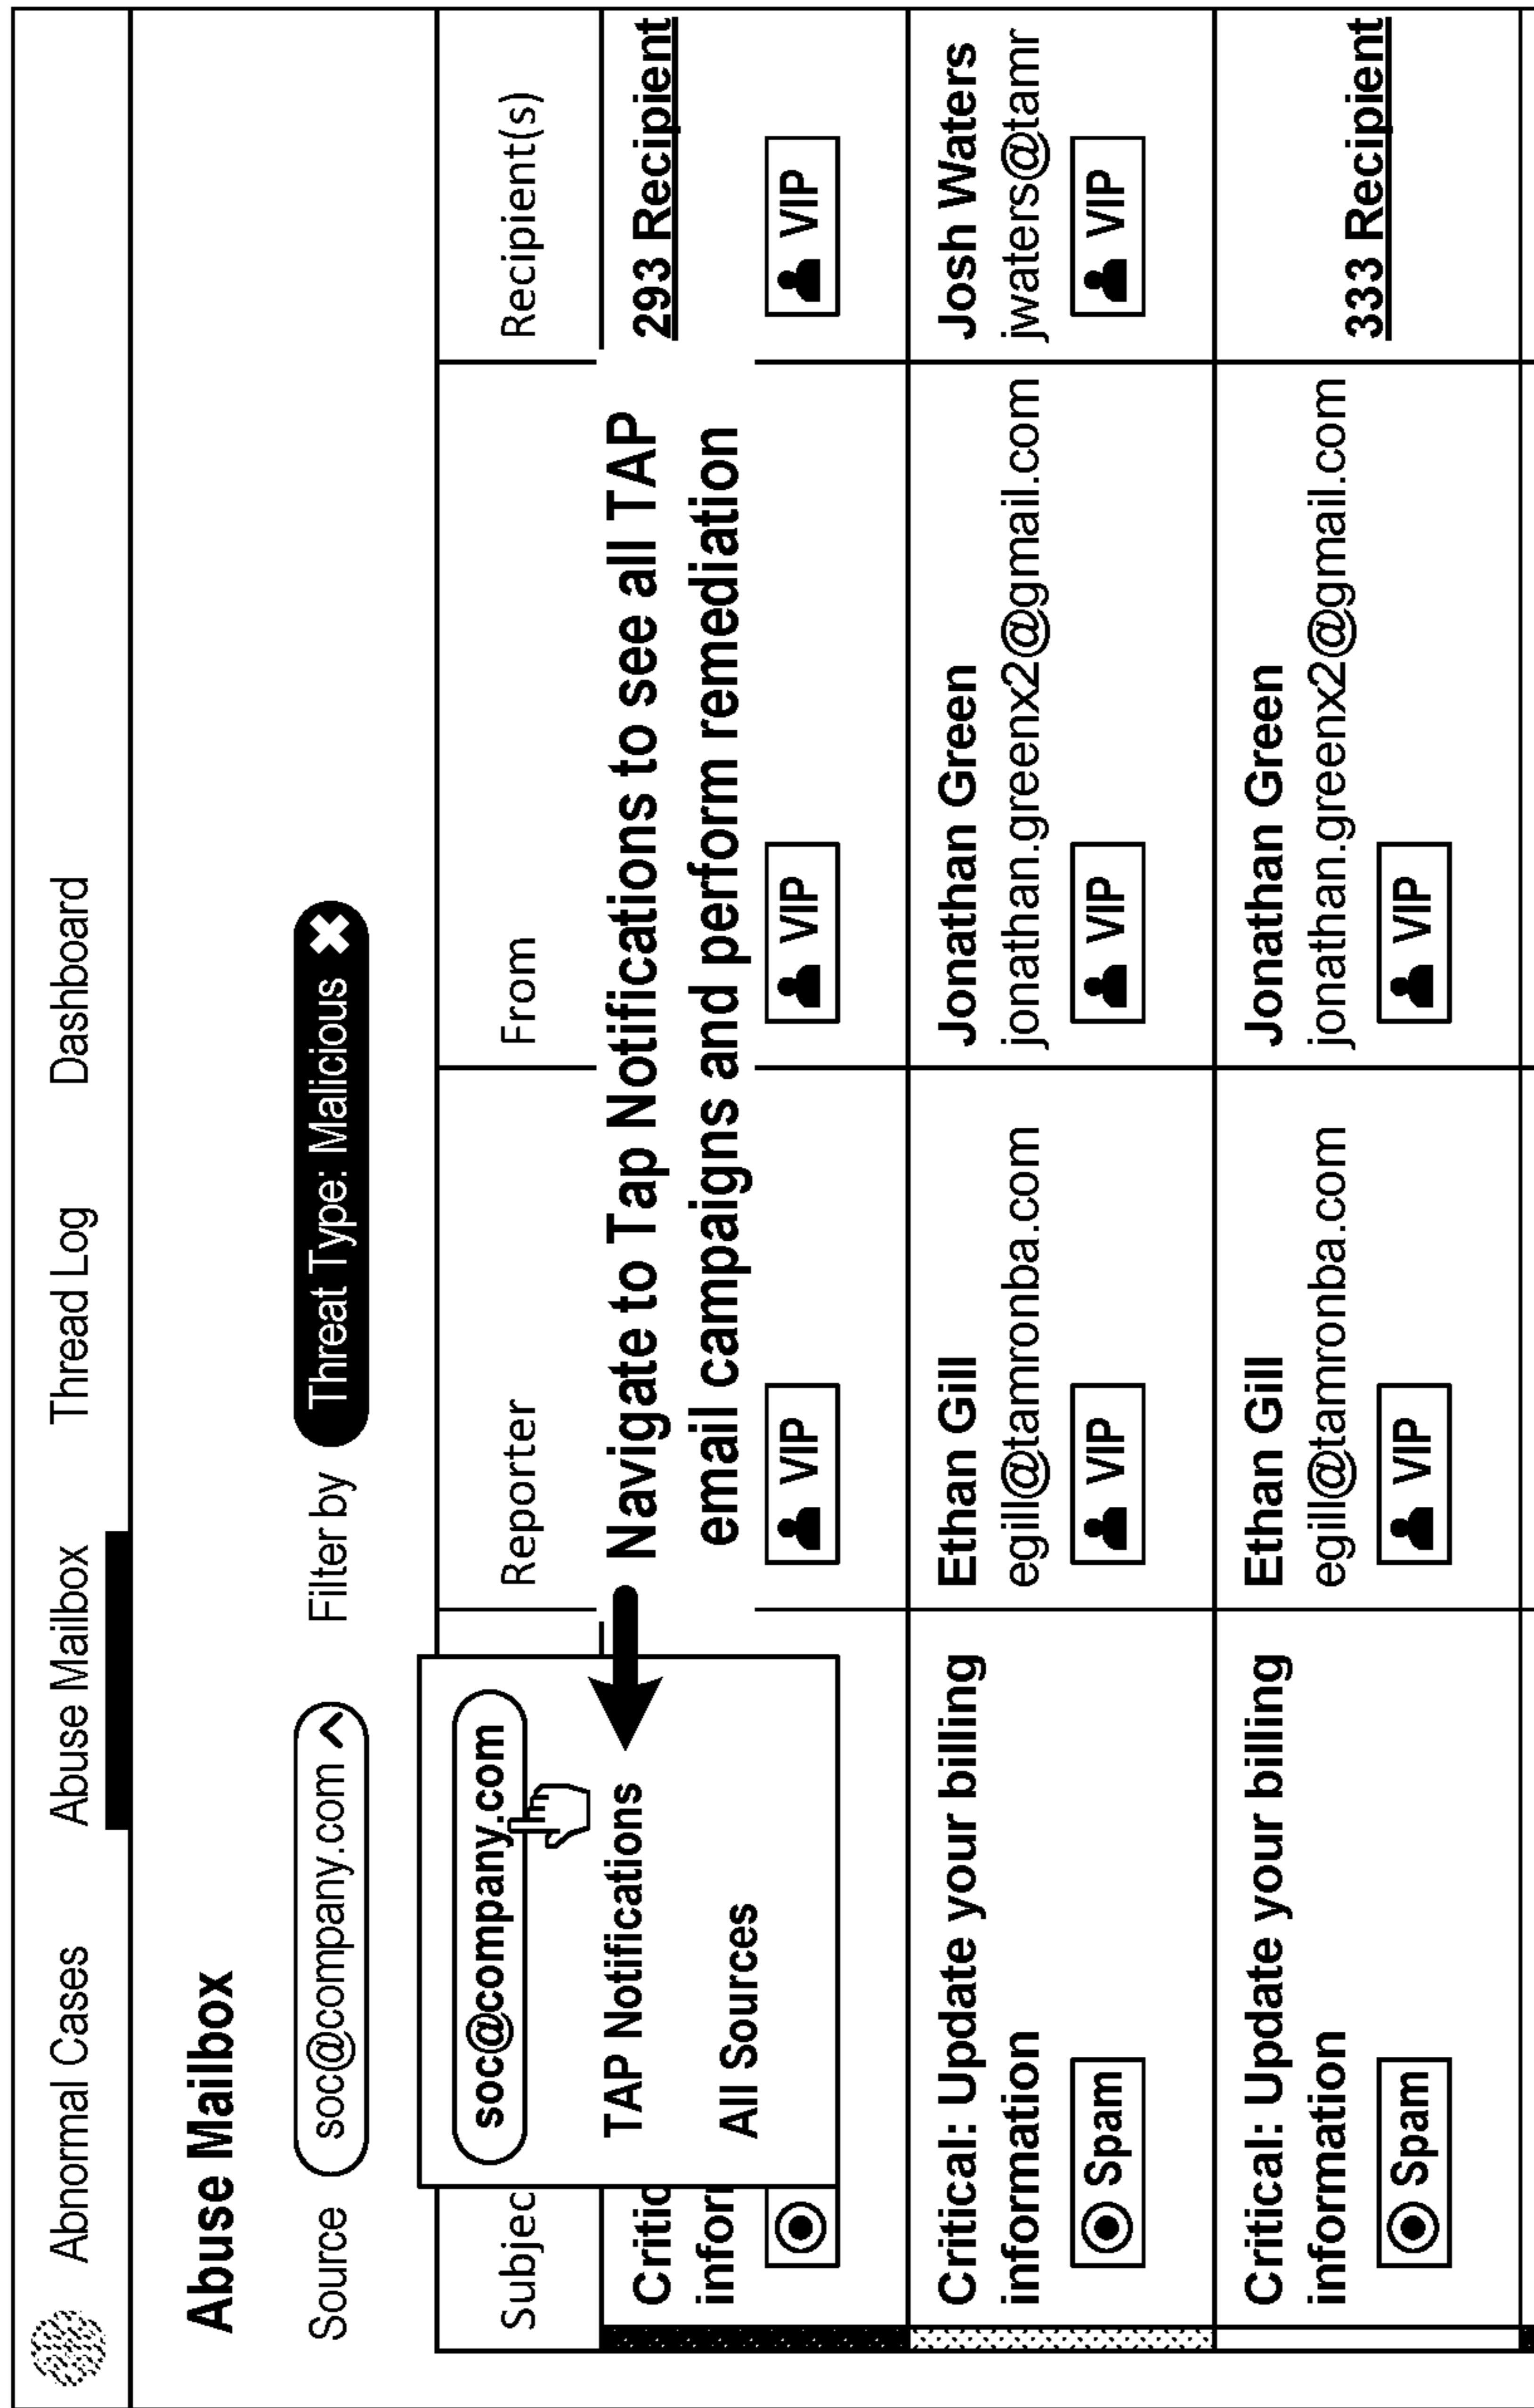 Abnormal Cases Abuse Mailbox Thread Log Dashboard
Abuse Mailbox
Source soc@company.com Filter by Threat Type: Malicious
Subjec Reporter From Recipient(s)
soc@company.com
TAP Notifications
All Sources
Navigate to Tap Notifications to see all TAP
email campaigns and perform remediation
Critic
infor
VIP
VIP
293 Recipient
VIP
Critical: Update your billing
information
Spam
Ethan Gill
egill@tamronba.com
VIP
Jonathan Green
jonathan.greenx2@gmail.com
VIP
Josh Waters
jwaters@tamr
VIP
Critical: Update your billing
information
Spam
Ethan Gill
egill@tamronba.com
VIP
Jonathan Green
jonathan.greenx2@gmail.com
VIP
333 Recipient